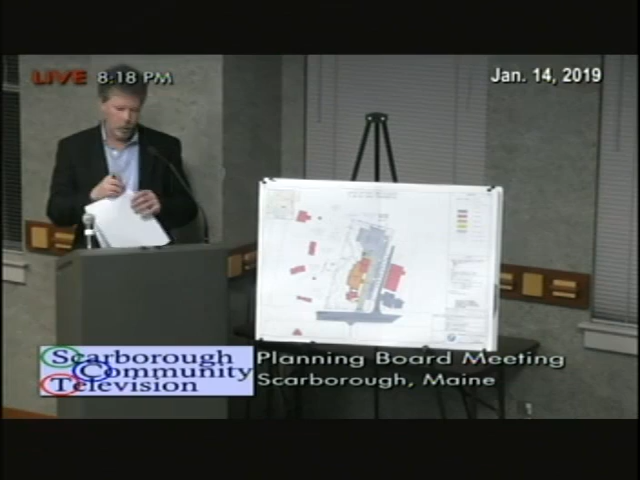 LIVE 8:18 PM
Jan. 14, 2019
Scarborough
Community
Television
Planning Board Meeting
Scarborough, Maine